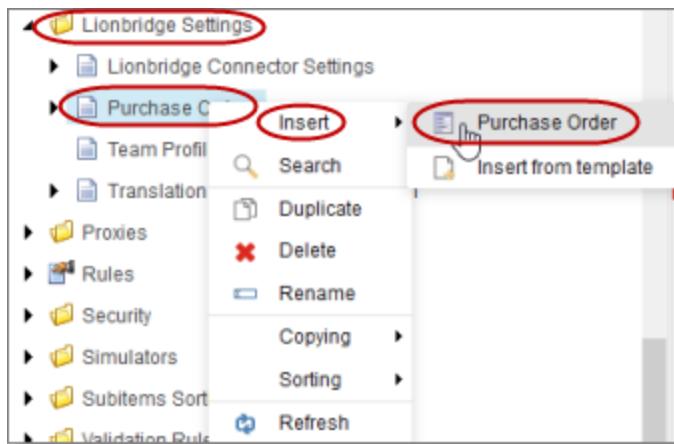 Lionbridge Settings
Lionbridge Connector Settings
Purchase
Insert
Purchase Order
Team Profil
Search
Insert from template
Translation
Duplicate
Proxies
Delete
Rules
Rename
Security
Copying
Simulators
Sorting
Subitems Sort
Refresh
Validation Rule